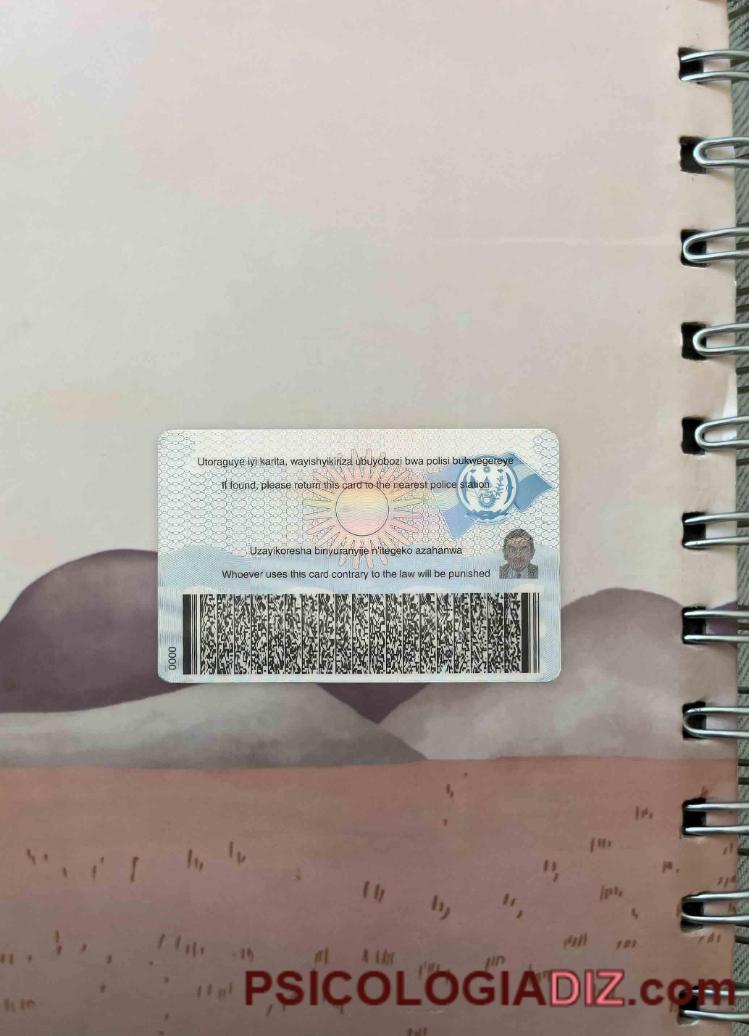 Utoraguye iyi karita, wayishyikiriza ubuyobozi bwa polisi bukwegereye
If found, please return this card to the nearest police station
Uzayikoresha binyuranyije n'itegeko azahanwa
Whoever uses this card contrary to the law will be punished
0000
PSICOLOGIADIZ.com